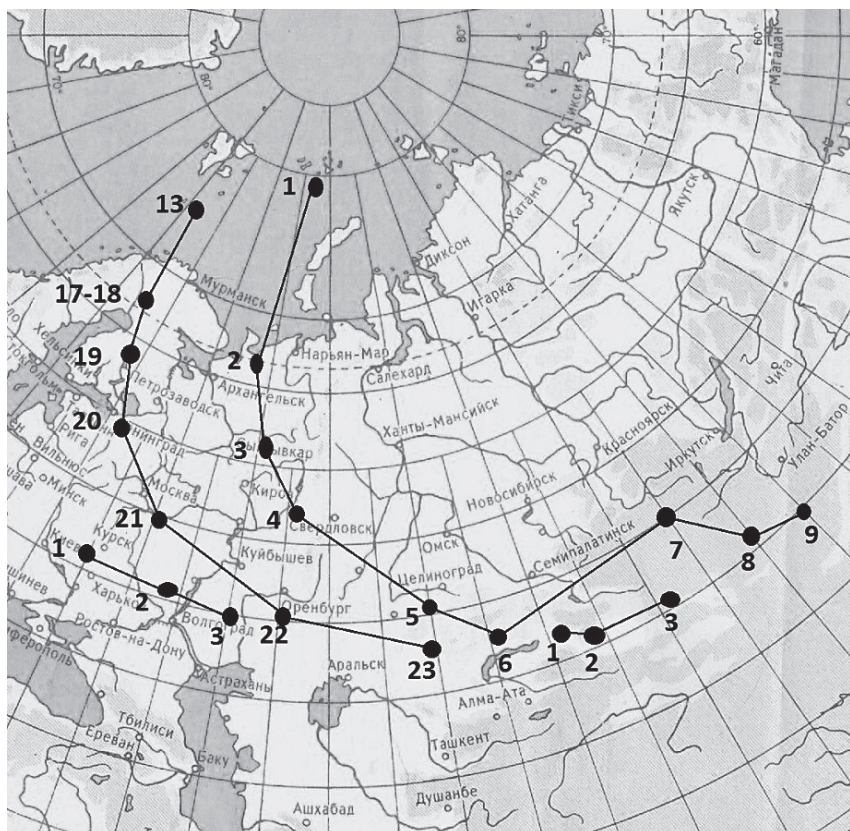 80°
70°
60°
70°
80°
Магадан
Тикси
Якутск
Хатанга
Диксон
Игарка
Мурманск
Нарьян-Мар
Салехард
Архангельск
Хельсинки
Петрозаводск
Ханты-Мансийск
Красноярск
Чита
Улан-Батор
Иркутск
Рига
Вильнюс
Минск
Москва
Киров
Свердловск
Новосибирск
Омск
Семипалатинск
Курск
Куйбышев
Целиноград
Харько
Оренбург
Волгоград
Ростов-на-Дону
Астрахань
Аральск
Алма-Ата
Тбилиси
Ереван
Баку
Ташкент
Ашхабад
Душанбе
13
17-18
19
20
21
22
23
1
2
3
4
5
6
7
8
9
1
2
3
1
2
3